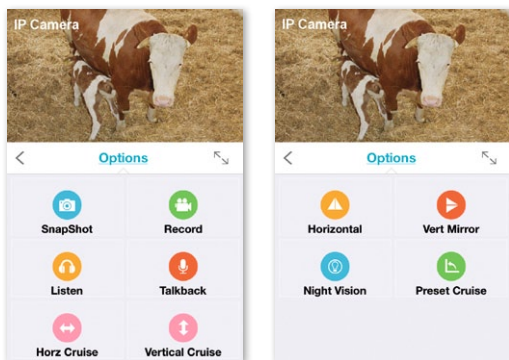 IP Camera
Options
SnapShot
Record
Listen
Talkback
Horz Cruise
Vertical Cruise
IP Camera
Options
Horizontal
Vert Mirror
Night Vision
Preset Cruise